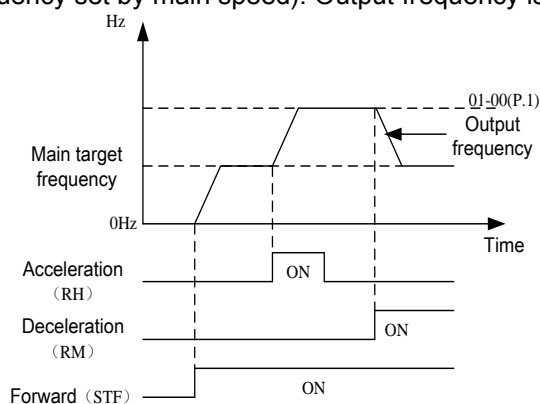 quency set by main speed). Output frequency is
Hz
01-00(P.1)
Output
frequency
Main target
frequency
0Hz
Time
Acceleration
（RH）
ON
Deceleration
（RM）
ON
Forward（STF）
ON